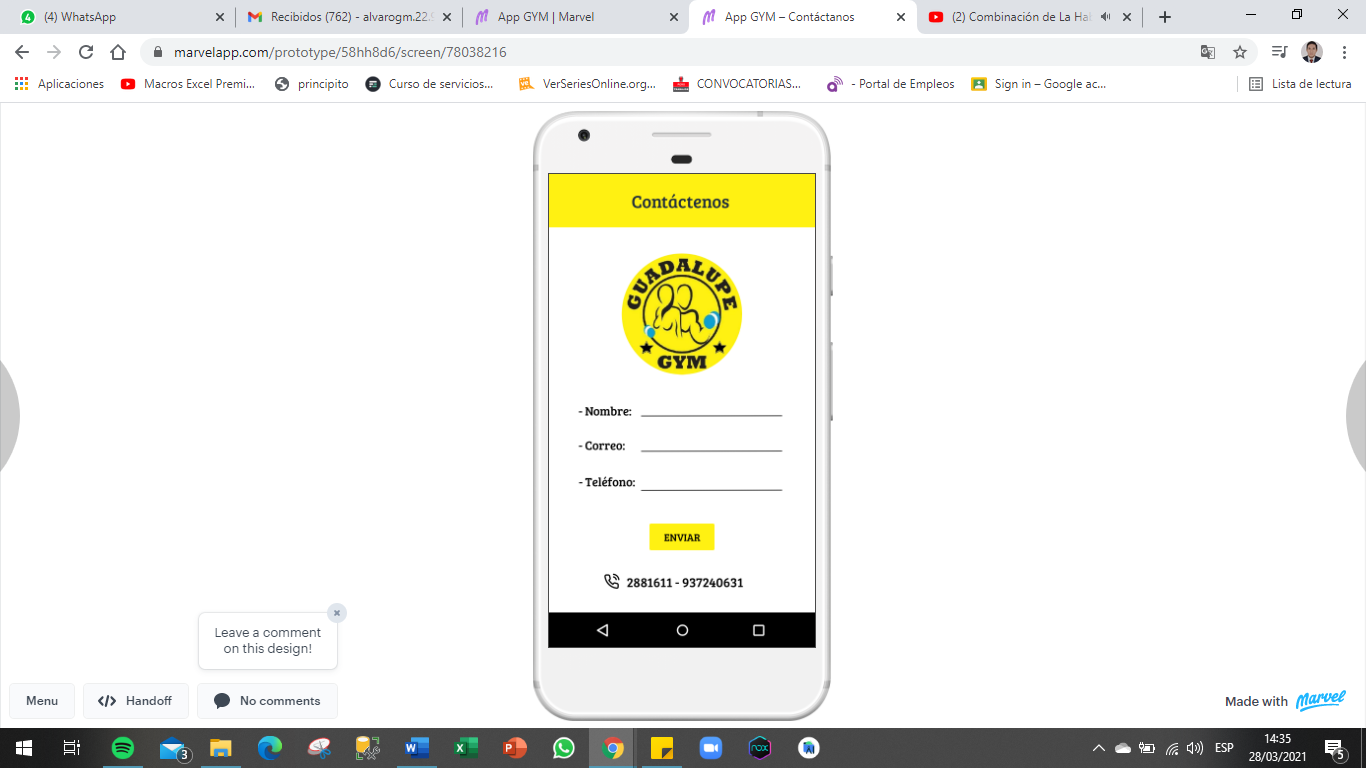 (4) WhatsApp
Recibidos (762) - alvarogm.22.9
App GYM | Marvel
App GYM – Contáctanos
(2) Combinación de La Hab
marvelapp.com/prototype/58hh8d6/screen/78038216
Aplicaciones
Macros Excel Premi...
principito
Curso de servicios...
VerSeriesOnline.org...
CONVOCATORIAS...
- Portal de Empleos
Sign in – Google ac...
Lista de lectura
Contáctenos
GUADALUPE
GYM
- Nombre:
- Correo:
- Teléfono:
ENVIAR
2881611 - 937240631
Leave a comment
on this design!
Menu
Handoff
No comments
Made with Marvel
3
nox
ESP
14:35
28/03/2021
5